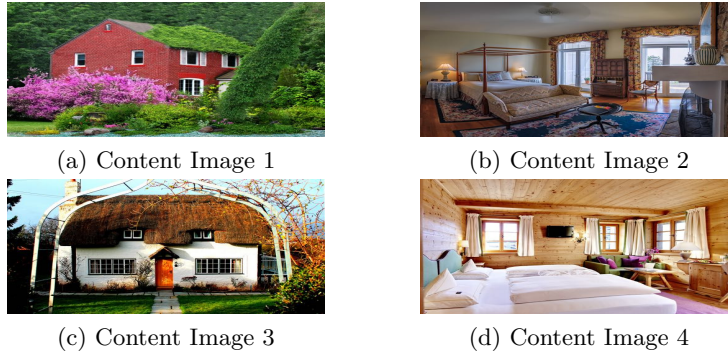 (a) Content Image 1
(b) Content Image 2
(c) Content Image 3
(d) Content Image 4